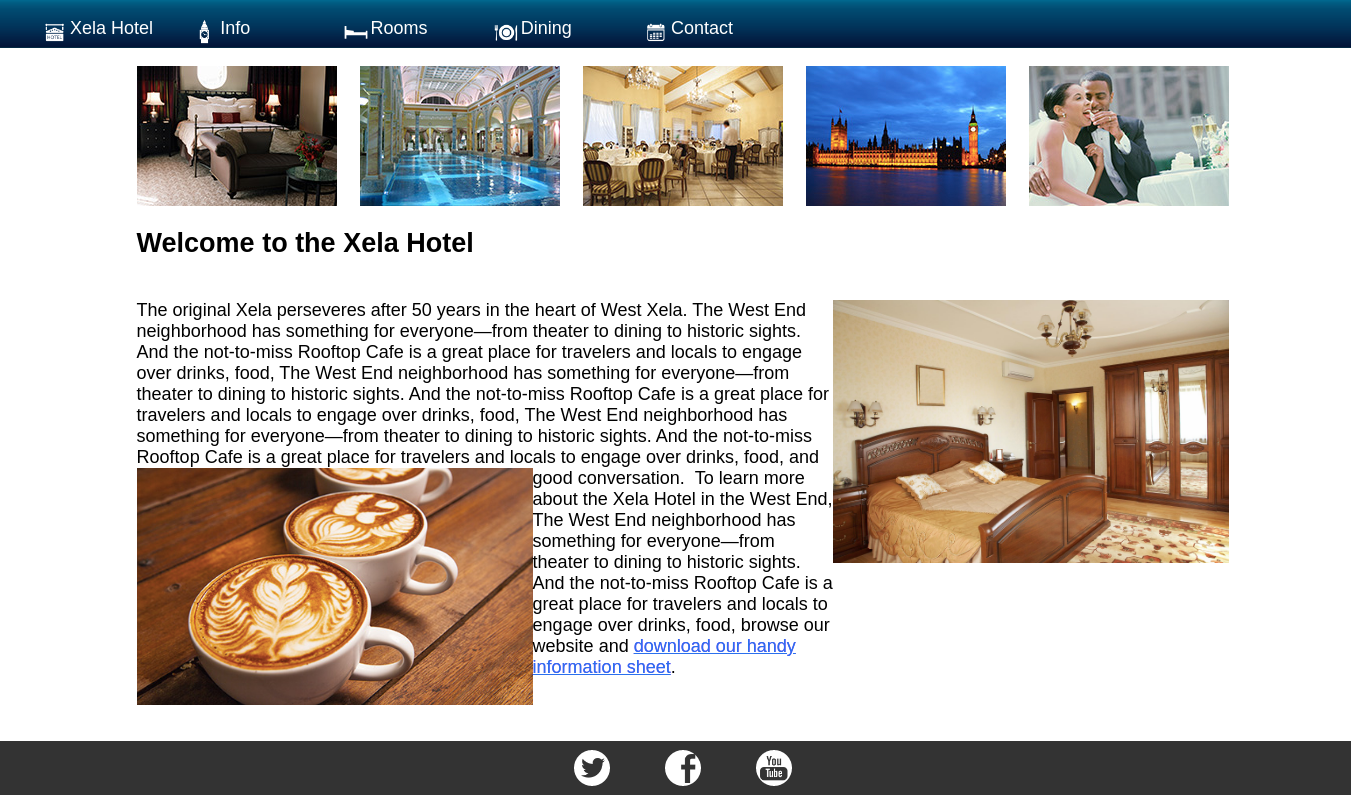 Xela Hotel
Info
Rooms
Dining
Contact
Welcome to the Xela Hotel
The original Xela perseveres after 50 years in the heart of West Xela. The West End
neighborhood has something for everyone—from theater to dining to historic sights.
And the not-to-miss Rooftop Cafe is a great place for travelers and locals to engage
over drinks, food, The West End neighborhood has something for everyone—from
theater to dining to historic sights. And the not-to-miss Rooftop Cafe is a great place for
travelers and locals to engage over drinks, food, The West End neighborhood has
something for everyone—from theater to dining to historic sights. And the not-to-miss
Rooftop Cafe is a great place for travelers and locals to engage over drinks, food, and
good conversation.  To learn more
about the Xela Hotel in the West End,
The West End neighborhood has
something for everyone—from
theater to dining to historic sights.
And the not-to-miss Rooftop Cafe is a
great place for travelers and locals to
engage over drinks, food, browse our
website and download our handy
information sheet.
You
Tube